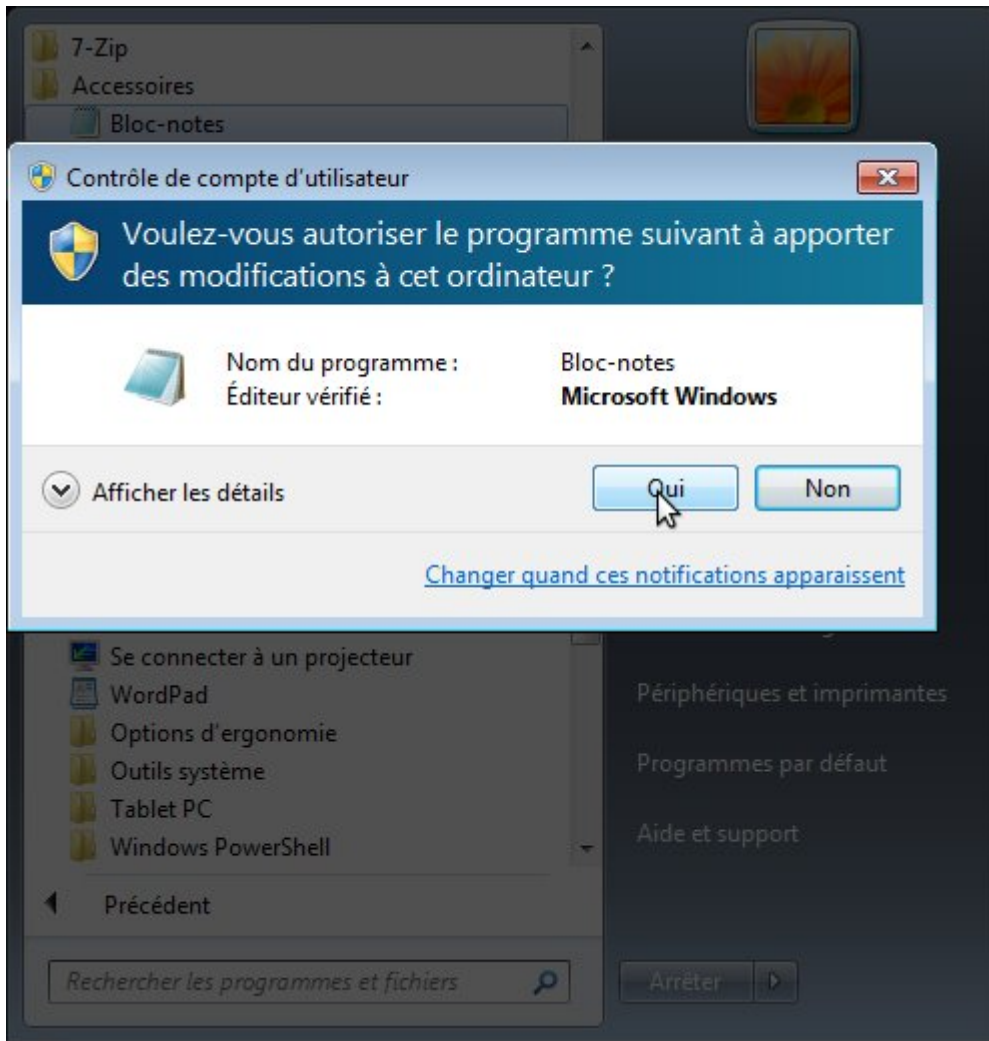 7-Zip
Accessoires
Bloc-notes
Contrôle de compte d'utilisateur
Voulez-vous autoriser le programme suivant à apporter
des modifications à cet ordinateur ?
Nom du programme : Bloc-notes
Éditeur vérifié : Microsoft Windows
Afficher les détails
Oui
Non
Changer quand ces notifications apparaissent
Se connecter à un projecteur
WordPad
Options d'ergonomie
Outils système
Tablet PC
Windows PowerShell
Précédent
Rechercher les programmes et fichiers
Périphériques et imprimantes
Programmes par défaut
Aide et support
Arrêter